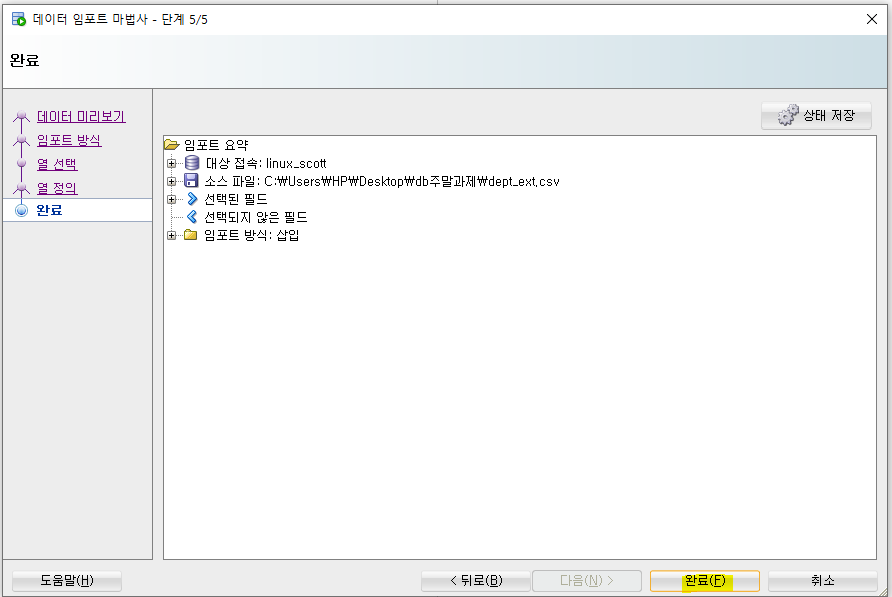 데이터 임포트 마법사 - 단계 5/5
완료
데이터 미리보기
임포트 방식
열 선택
열 정의
완료
상태 저장
임포트 요약
대상 접속: linux_scott
소스 파일: C:₩Users₩HP₩Desktop₩db주말과제₩dept_ext.csv
선택된 필드
선택되지 않은 필드
임포트 방식: 삽입
도움말(H)
< 뒤로(B)
다음(N) >
완료(F)
취소